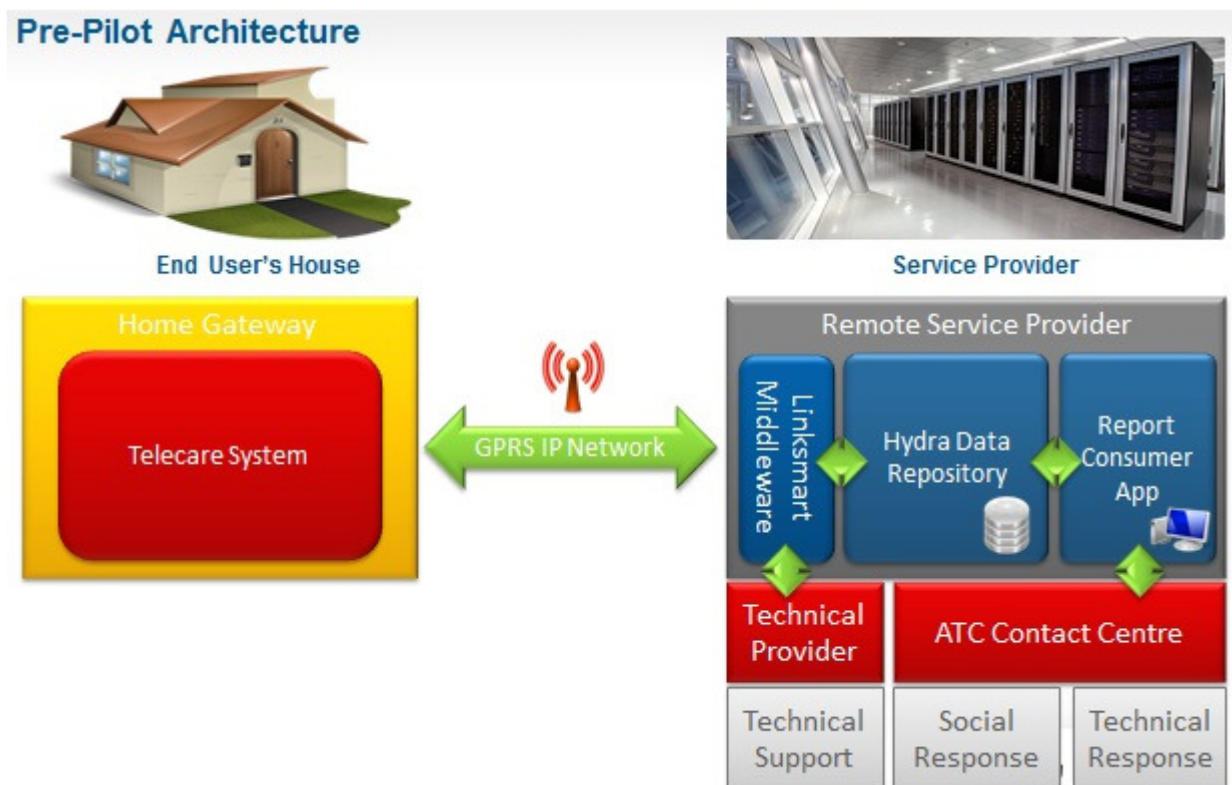 Pre-Pilot Architecture
End User's House
Service Provider
Home Gateway
Telecare System
GPRS IP Network
Remote Service Provider
Linksmart
Middleware
Hydra Data
Repository
Report
Consumer
App
Technical
Provider
ATC Contact Centre
Technical
Support
Social
Response
Technical
Response